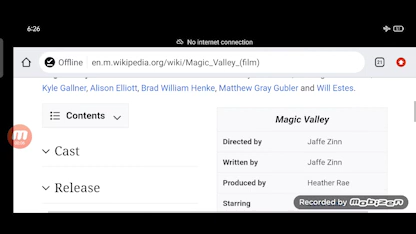 6:26
No internet connection
Offline en.m.wikipedia.org/wiki/Magic_Valley_(film) 21
Kyle Gallner, Alison Elliott, Brad William Henke, Matthew Gray Gubler and Will Estes.
Contents
Cast
Release
Magic Valley
Directed by Jaffe Zinn
Written by Jaffe Zinn
Produced by Heather Rae
Starring
Recorded by Mobizen